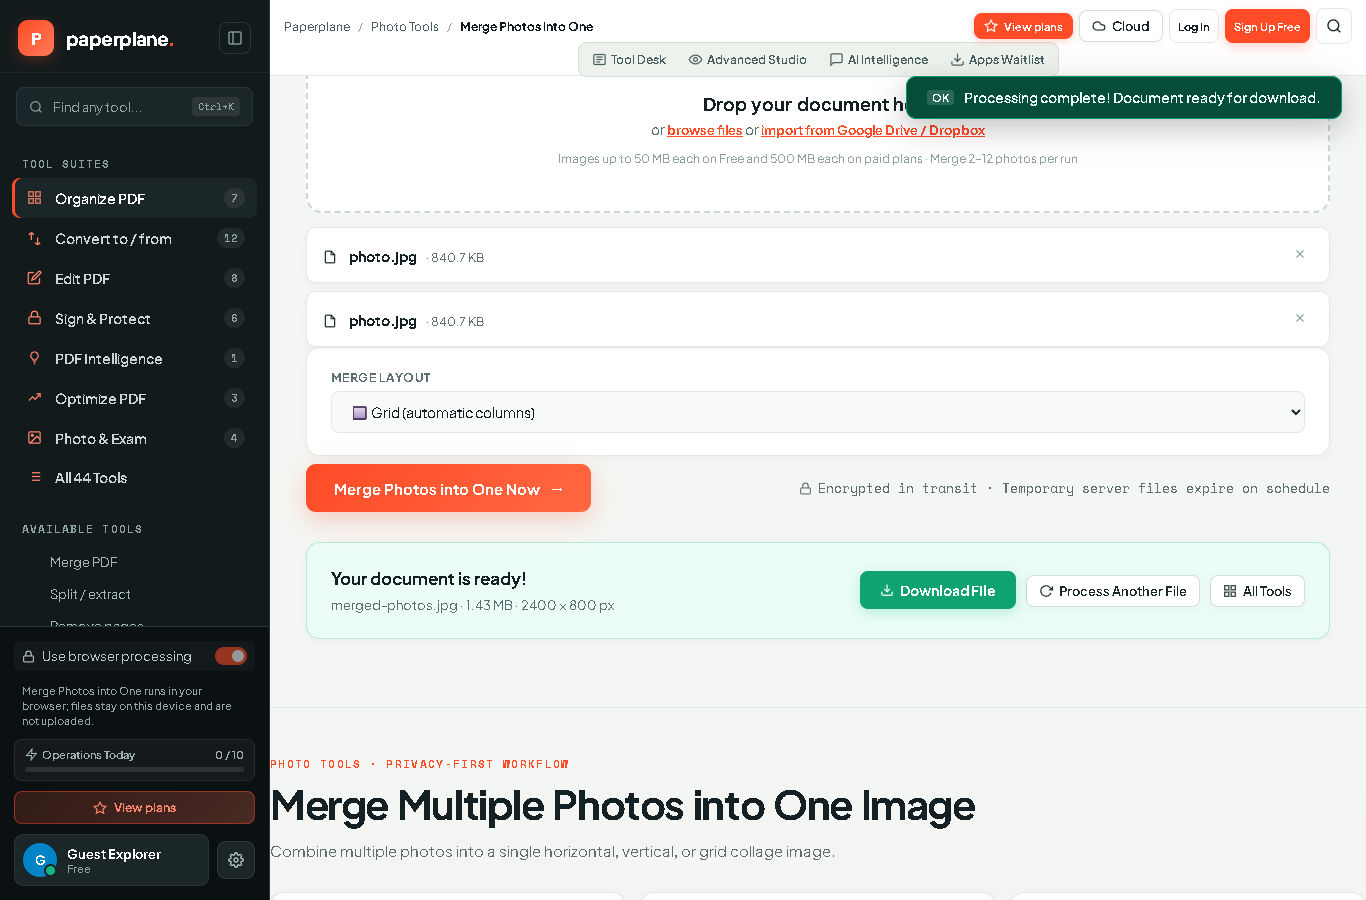 P paperplane.
Find any tool... Ctrl+K
TOOL SUITES
Organize PDF 7
Convert to / from 12
Edit PDF 8
Sign & Protect 6
PDF Intelligence 1
Optimize PDF 3
Photo & Exam 4
All 44 Tools
AVAILABLE TOOLS
Merge PDF
Split / extract
Remove pages
Use browser processing
Merge Photos into One runs in your
browser; files stay on this device and are
not uploaded.
Operations Today 0 / 10
View plans
G Guest Explorer
Free
Paperplane / Photo Tools / Merge Photos into One
View plans Cloud Log In Sign Up Free
Tool Desk Advanced Studio AI Intelligence Apps Waitlist
OK Processing complete! Document ready for download.
Drop your document
or browse files or import from Google Drive / Dropbox
Images up to 50 MB each on Free and 500 MB each on paid plans · Merge 2–12 photos per run
photo.jpg · 840.7 KB ×
photo.jpg · 840.7 KB ×
MERGE LAYOUT
Grid (automatic columns)
Merge Photos into One Now →
Encrypted in transit · Temporary server files expire on schedule
Your document is ready!
merged-photos.jpg · 1.43 MB · 2400 x 800 px
Download File Process Another File All Tools
PHOTO TOOLS · PRIVACY-FIRST WORKFLOW
Merge Multiple Photos into One Image
Combine multiple photos into a single horizontal, vertical, or grid collage image.